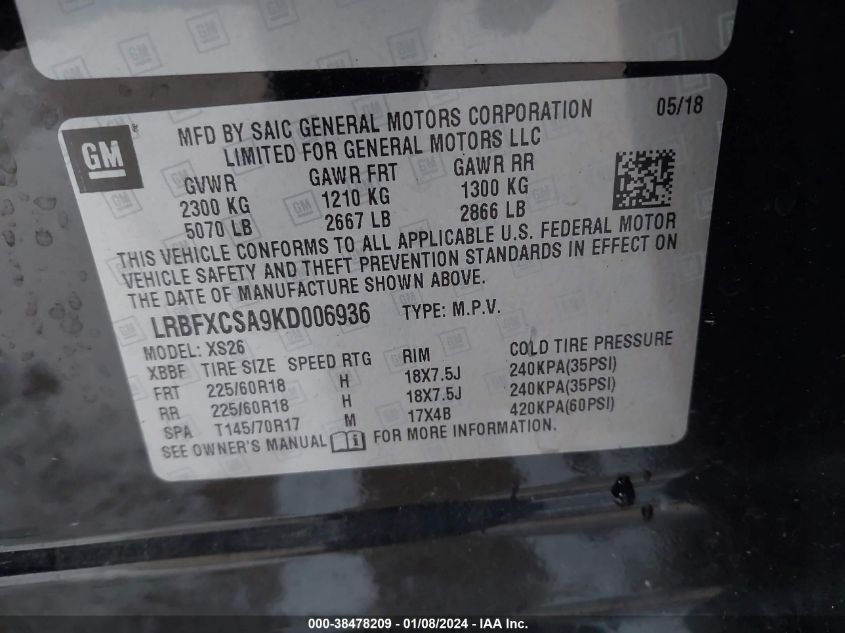 GM
05/18
MFD BY SAIC GENERAL MOTORS CORPORATION
LIMITED FOR GENERAL MOTORS LLC
GVWR GAWR FRT GAWR RR
2300 KG 1210 KG 1300 KG
5070 LB 2667 LB 2866 LB
THIS VEHICLE CONFORMS TO ALL APPLICABLE U.S. FEDERAL MOTOR
VEHICLE SAFETY AND THEFT PREVENTION STANDARDS IN EFFECT ON
THE DATE OF MANUFACTURE SHOWN ABOVE.
LRBFXCSA9KD006936 TYPE: M.P.V.
MODEL: XS26
XBBF TIRE SIZE SPEED RTG RIM COLD TIRE PRESSURE
FRT 225/60R18 H 18X7.5J 240KPA(35PSI)
RR 225/60R18 H 18X7.5J 240KPA(35PSI)
SPA T145/70R17 M 17X4B 420KPA(60PSI)
SEE OWNER'S MANUAL i FOR MORE INFORMATION.
000-38478209 - 01/08/2024 - IAA Inc.